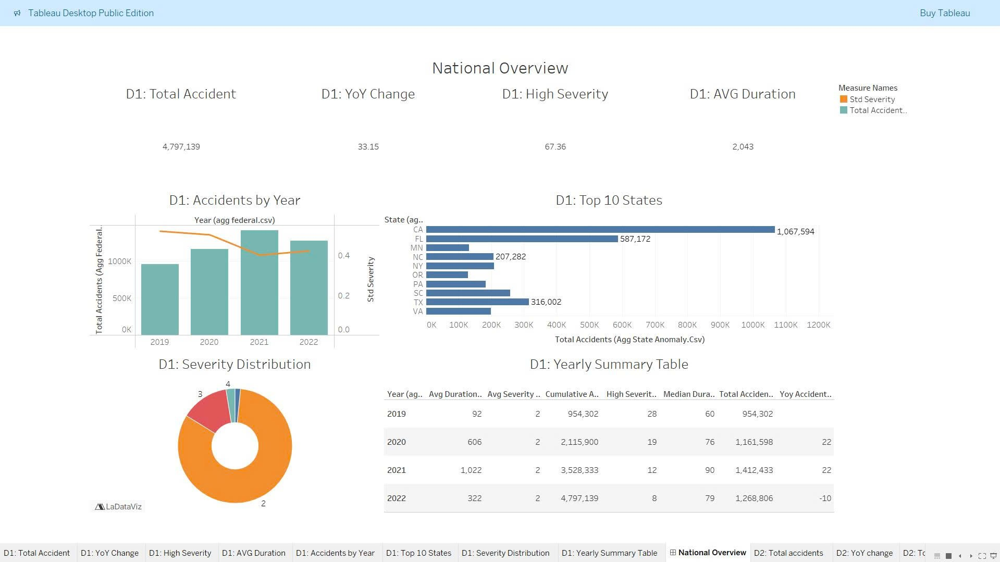 Tableau Desktop Public Edition
Buy Tableau
National Overview
D1: Total Accident
D1: YoY Change
D1: High Severity
D1: AVG Duration
Measure Names
Std Severity
Total Accident..
4,797,139
33.15
67.36
2,043
D1: Accidents by Year
Year (agg federal.csv)
Total Accidents (Agg Federal..
1000K
500K
0K
0.4
0.2
0.0
Std Severity
2019
2020
2021
2022
D1: Top 10 States
State (ag..
CA
1,067,594
FL
587,172
MN
NC
207,282
NY
OR
PA
SC
TX
316,002
VA
0K 100K 200K 300K 400K 500K 600K 700K 800K 900K 1000K 1100K 1200K
Total Accidents (Agg State Anomaly.Csv)
D1: Severity Distribution
4
3
2
LaDataViz
D1: Yearly Summary Table
Year (ag.. Avg Duration.. Avg Severity .. Cumulative A.. High Severit.. Median Dura.. Total Acciden.. Yoy Accident..
2019 92 2 954,302 28 60 954,302
2020 606 2 2,115,900 19 76 1,161,598 22
2021 1,022 2 3,528,333 12 90 1,412,433 22
2022 322 2 4,797,139 8 79 1,268,806 -10
D1: Total Accident
D1: YoY Change
D1: High Severity
D1: AVG Duration
D1: Accidents by Year
D1: Top 10 States
D1: Severity Distribution
D1: Yearly Summary Table
National Overview
D2: Total accidents
D2: YoY change
D2: Tc